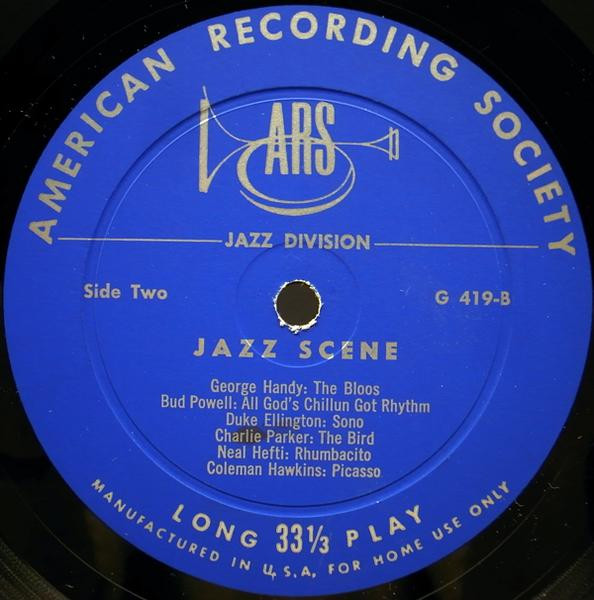 AMERICAN RECORDING SOCIETY
ARS
JAZZ DIVISION
Side Two
G 419-B
JAZZ SCENE
George Handy: The Bloos
Bud Powell: All God's Chillun Got Rhythm
Duke Ellington: Sono
Charlie Parker: The Bird
Neal Hefti: Rhumbacito
Coleman Hawkins: Picasso
LONG 33⅓ PLAY
MANUFACTURED IN U.S.A. FOR HOME USE ONLY